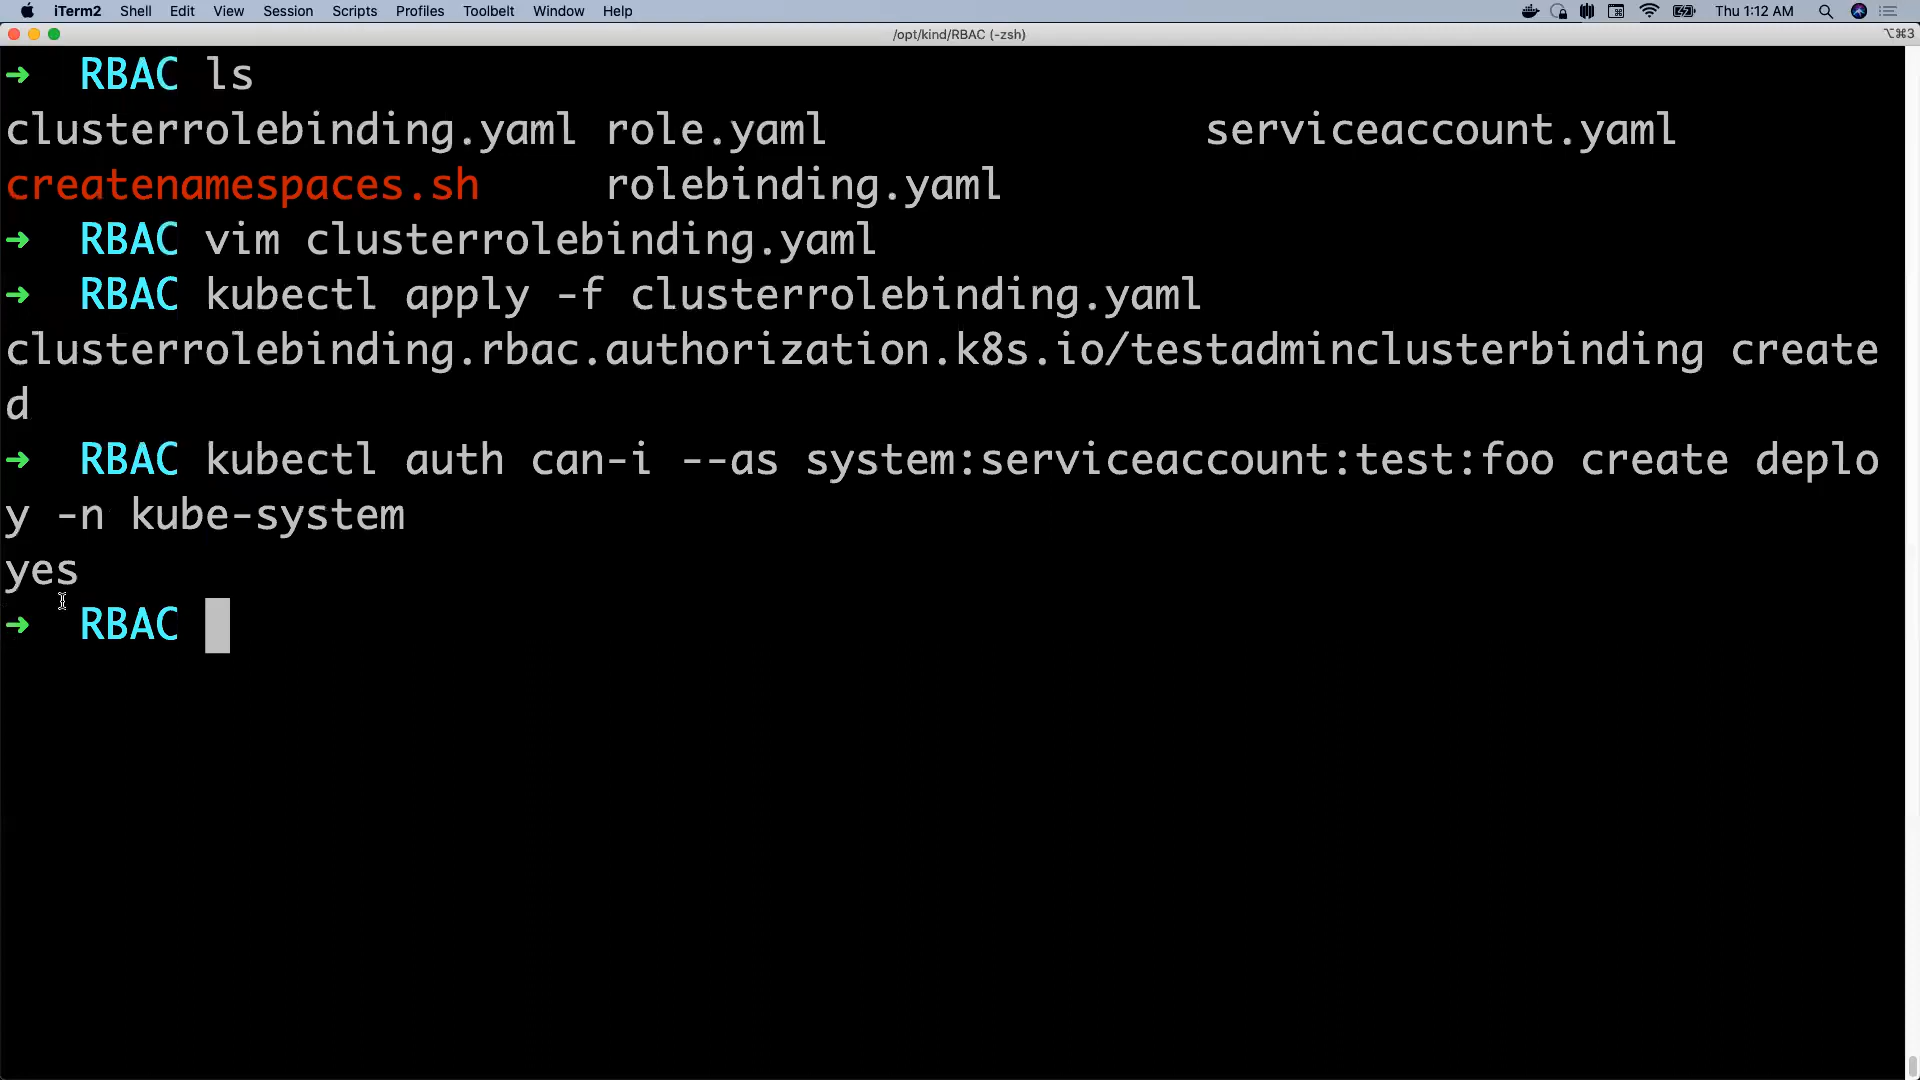 iTerm2 Shell Edit View Session Scripts Profiles Toolbelt Window Help Thu 1:12 AM
/opt/kind/RBAC (-zsh) ⌥⌘3
➜ RBAC ls
clusterrolebinding.yaml role.yaml serviceaccount.yaml
createnamespaces.sh rolebinding.yaml
➜ RBAC vim clusterrolebinding.yaml
➜ RBAC kubectl apply -f clusterrolebinding.yaml
clusterrolebinding.rbac.authorization.k8s.io/testadminclusterbinding create
d
➜ RBAC kubectl auth can-i --as system:serviceaccount:test:foo create deplo
y -n kube-system
yes
➜ RBAC